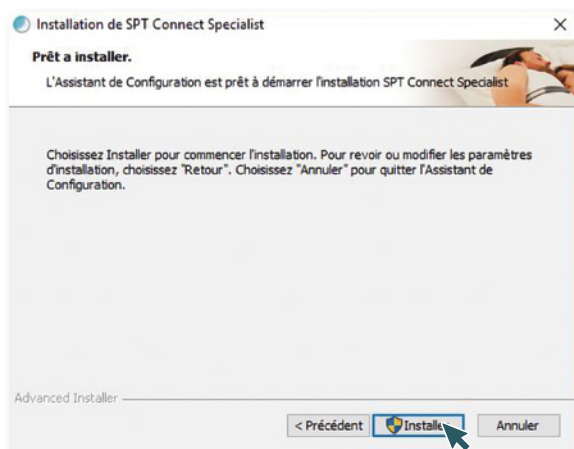 Installation de SPT Connect Specialist
Prêt a installer.
L'Assistant de Configuration est prêt à démarrer l'installation SPT Connect Specialist
Choisissez Installer pour commencer l'installation. Pour revoir ou modifier les paramètres
d'installation, choisissez "Retour". Choisissez "Annuler" pour quitter l'Assistant de
Configuration.
Advanced Installer
< Précédent Installer Annuler